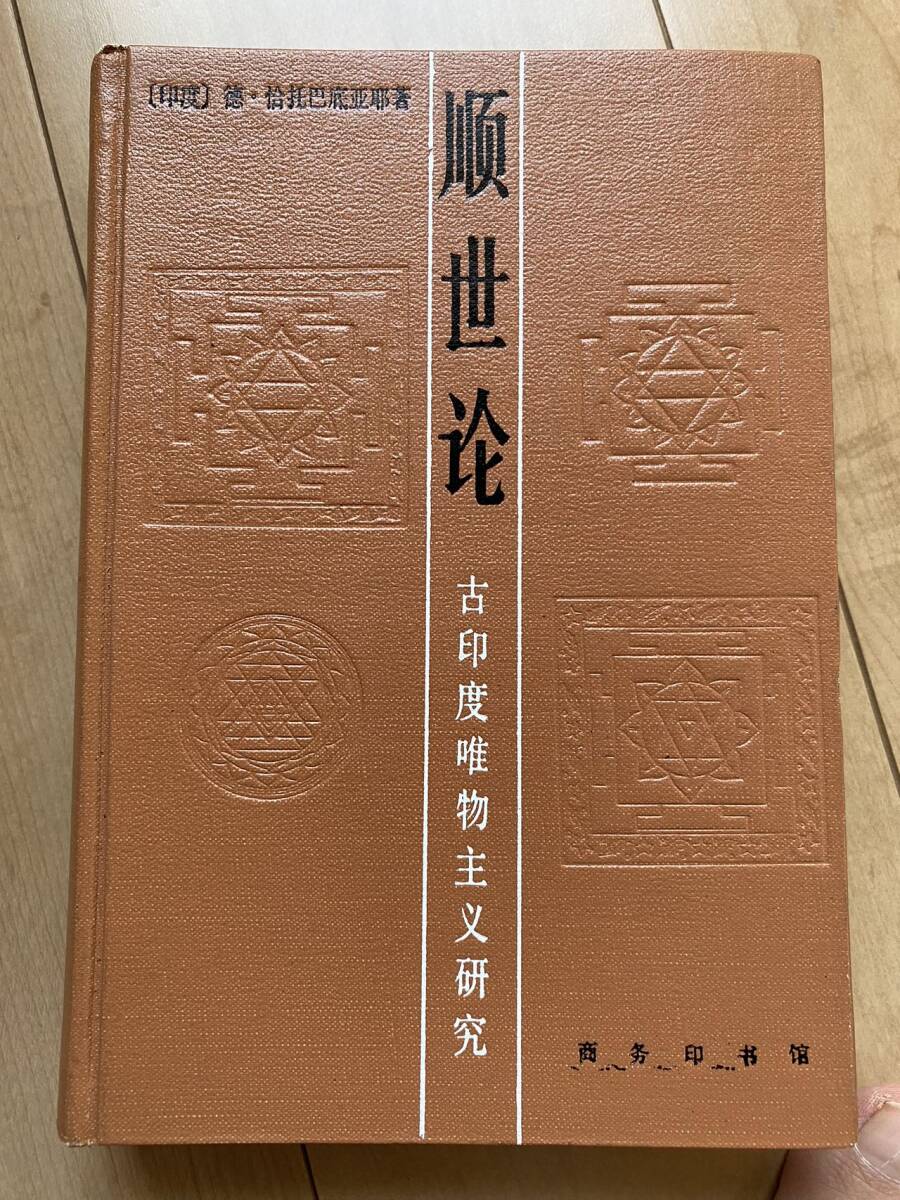 〔印度〕 德·恰托巴底亚耶著
顺世论
古印度唯物主义研究
商务印书馆